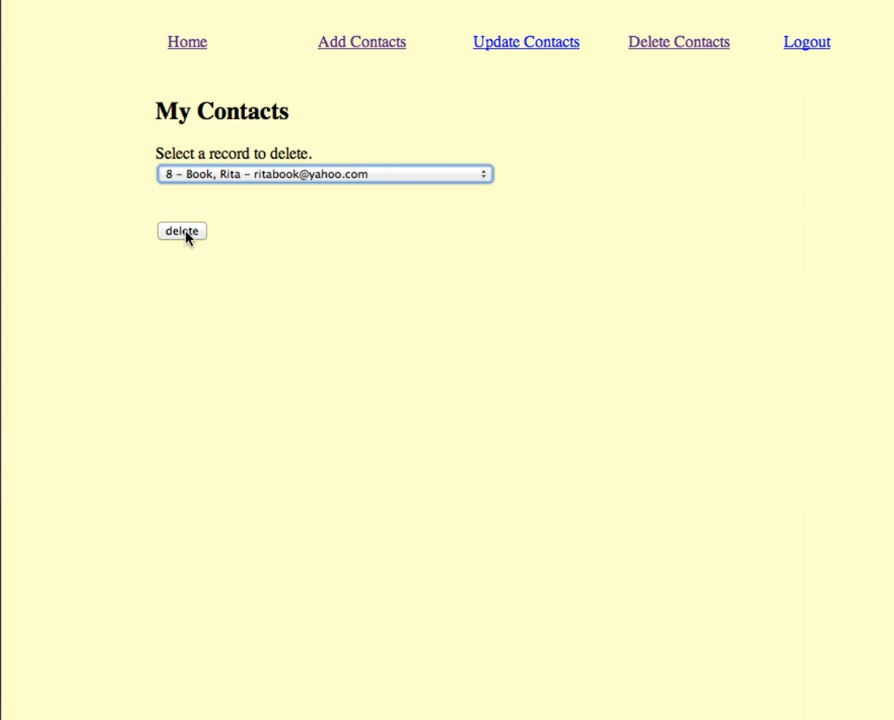 Home Add Contacts Update Contacts Delete Contacts Logout
My Contacts
Select a record to delete.
8 – Book, Rita – ritabook@yahoo.com
delete